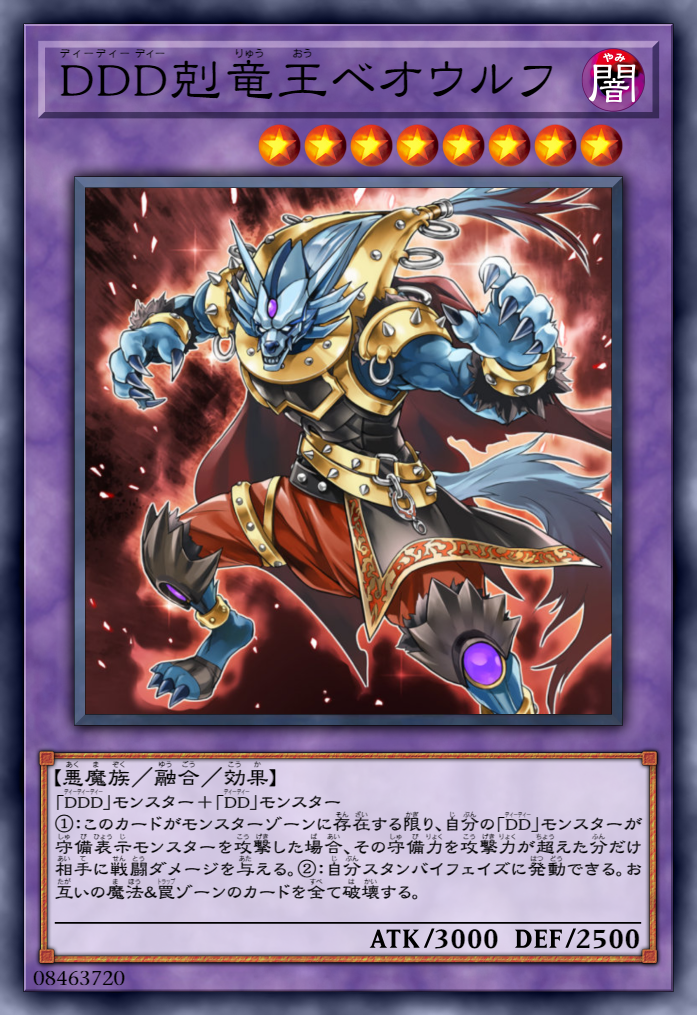 DDD剋竜王ベオウルフ
闇
【悪魔族／融合／効果】
「DDD」モンスター＋「DD」モンスター
①：このカードがモンスターゾーンに存在する限り、自分の「DD」モンスターが
守備表示モンスターを攻撃した場合、その守備力を攻撃力が超えた分だけ
相手に戦闘ダメージを与える。②：自分スタンバイフェイズに発動できる。お
互いの魔法&罠ゾーンのカードを全て破壊する。
ATK/3000 DEF/2500
08463720